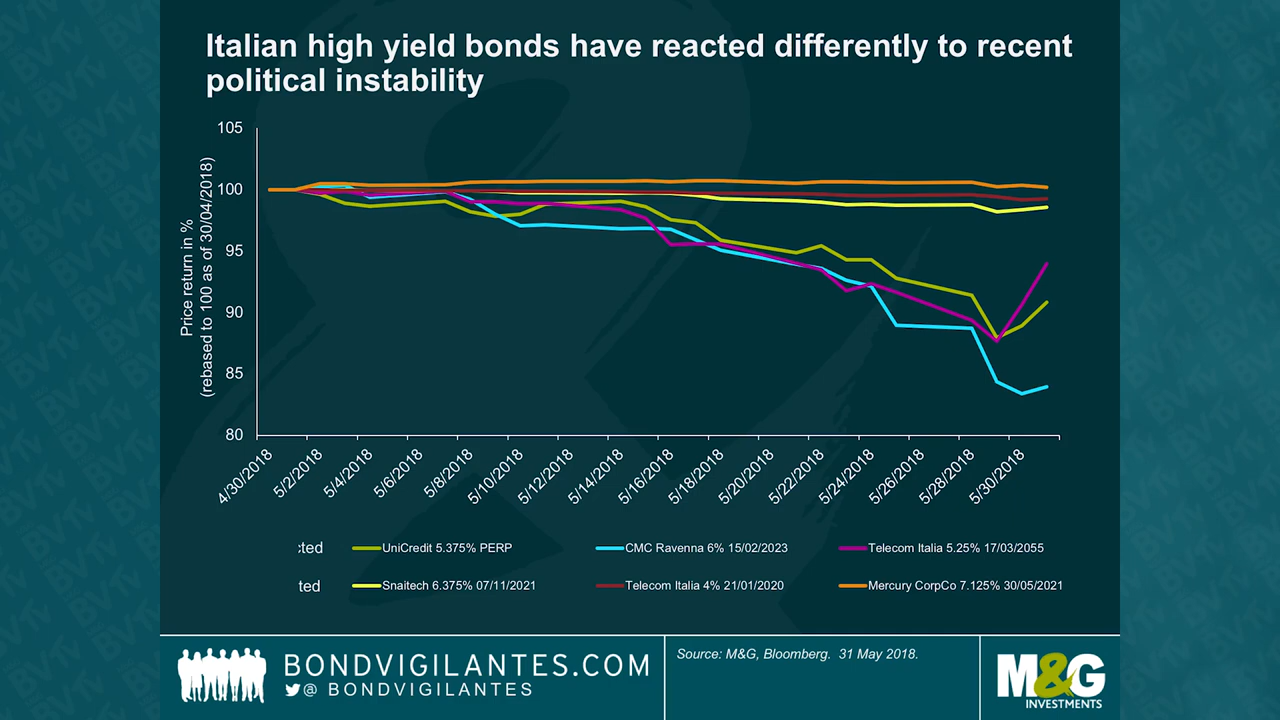 Italian high yield bonds have reacted differently to recent
political instability
Price return in %
(rebased to 100 as of 30/04/2018)
105
100
95
90
85
80
4/30/2018
5/2/2018
5/4/2018
5/6/2018
5/8/2018
5/10/2018
5/12/2018
5/14/2018
5/16/2018
5/18/2018
5/20/2018
5/22/2018
5/24/2018
5/26/2018
5/28/2018
5/30/2018
cted UniCredit 5.375% PERP CMC Ravenna 6% 15/02/2023 Telecom Italia 5.25% 17/03/2055
ted Snaitech 6.375% 07/11/2021 Telecom Italia 4% 21/01/2020 Mercury CorpCo 7.125% 30/05/2021
BONDVIGILANTES.COM
@BONDVIGILANTES
Source: M&G, Bloomberg. 31 May 2018.
M&G
INVESTMENTS